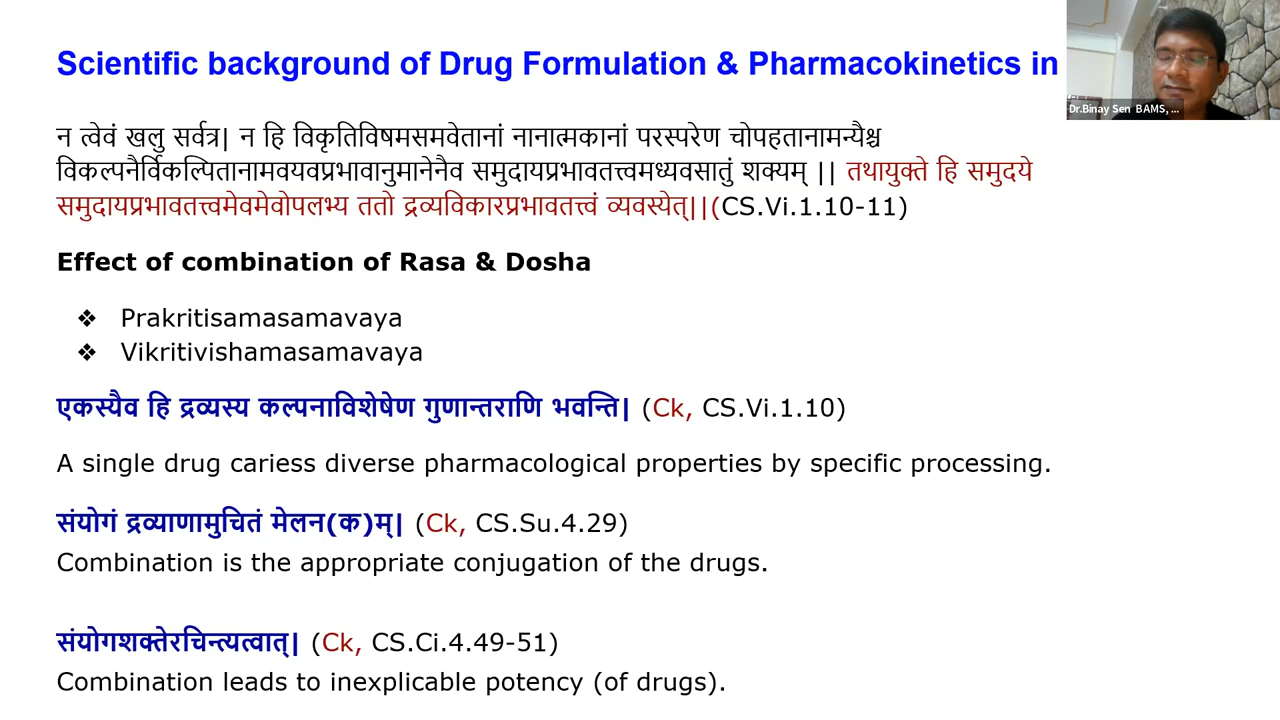 Scientific background of Drug Formulation & Pharmacokinetics in
Dr.Binay Sen BAMS, ...
न त्वेवं खलु सर्वत्र| न हि विकृतिविषमसमवेतानां नानात्मकानां परस्परेण चोपहतानामन्यैश्च
विकल्पनैर्विकल्पितानामवयवप्रभावानुमानेनैव समुदायप्रभावतत्त्वमध्यवसातुं शक्यम् || तथायुक्ते हि समुदये
समुदायप्रभावतत्त्वमेवमेवोपलभ्य ततो द्रव्यविकारप्रभावतत्त्वं व्यवस्येत्||(CS.Vi.1.10-11)
Effect of combination of Rasa & Dosha
❖ Prakritisamasamavaya
❖ Vikritivishamasamavaya
एकस्यैव हि द्रव्यस्य कल्पनाविशेषेण गुणान्तराणि भवन्ति| (Ck, CS.Vi.1.10)
A single drug cariess diverse pharmacological properties by specific processing.
संयोगं द्रव्याणामुचितं मेलन(क)म्| (Ck, CS.Su.4.29)
Combination is the appropriate conjugation of the drugs.
संयोगशक्तेरचिन्त्यत्वात्| (Ck, CS.Ci.4.49-51)
Combination leads to inexplicable potency (of drugs).